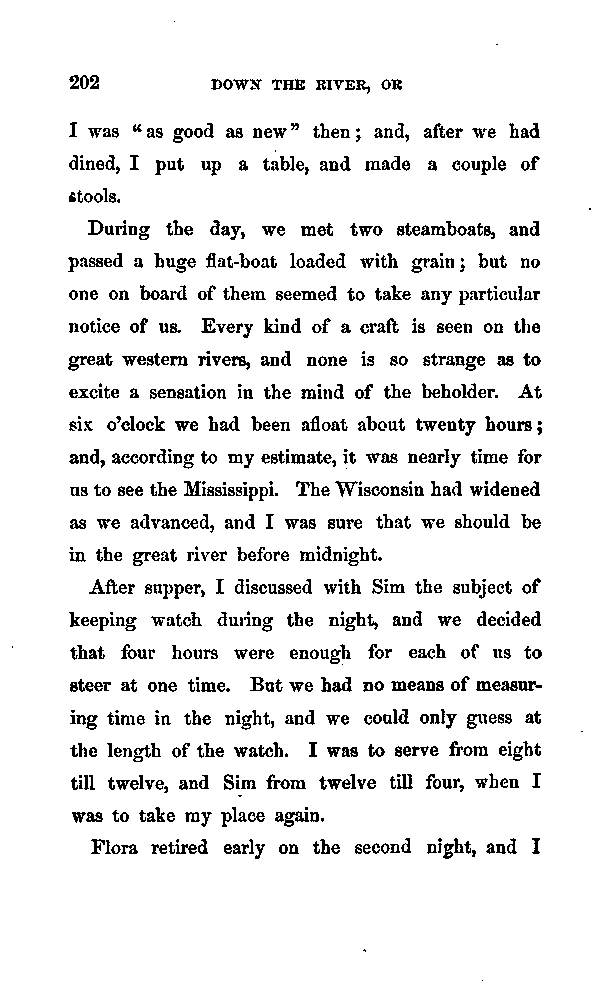 202 DOWN THE RIVER, OR
I was “as good as new” then; and, after we had
dined, I put up a table, and made a couple of
stools.
During the day, we met two steamboats, and
passed a huge flat-boat loaded with grain; but no
one on board of them seemed to take any particular
notice of us. Every kind of a craft is seen on the
great western rivers, and none is so strange as to
excite a sensation in the mind of the beholder. At
six o’clock we had been afloat about twenty hours;
and, according to my estimate, it was nearly time for
us to see the Mississippi. The Wisconsin had widened
as we advanced, and I was sure that we should be
in the great river before midnight.
After supper, I discussed with Sim the subject of
keeping watch during the night, and we decided
that four hours were enough for each of us to
steer at one time. But we had no means of measur-
ing time in the night, and we could only guess at
the length of the watch. I was to serve from eight
till twelve, and Sim from twelve till four, when I
was to take my place again.
Flora retired early on the second night, and I